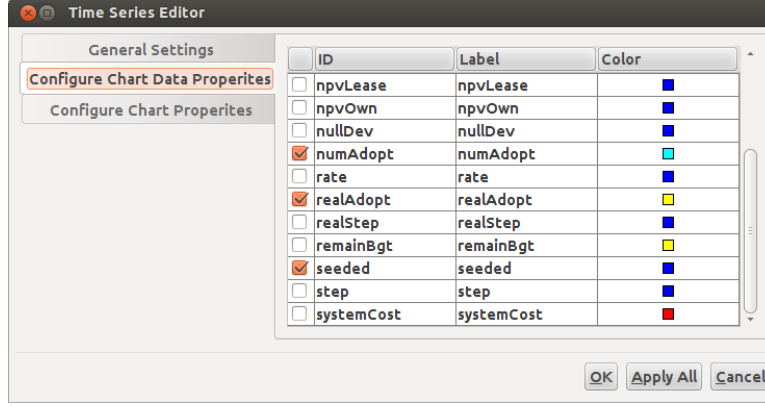 Time Series Editor
General Settings
Configure Chart Data Properites
Configure Chart Properites
ID Label Color
npvLease npvLease
npvOwn npvOwn
nullDev nullDev
numAdopt numAdopt
rate rate
realAdopt realAdopt
realStep realStep
remainBgt remainBgt
seeded seeded
step step
systemCost systemCost
OK Apply All Cancel